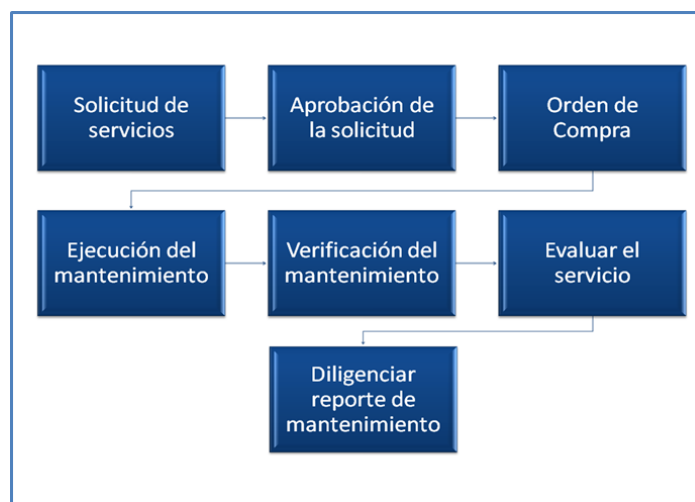 Solicitud de
servicios
Aprobación de
la solicitud
Orden de
Compra
Ejecución del
mantenimiento
Verificación del
mantenimiento
Evaluar el
servicio
Diligenciar
reporte de
mantenimiento